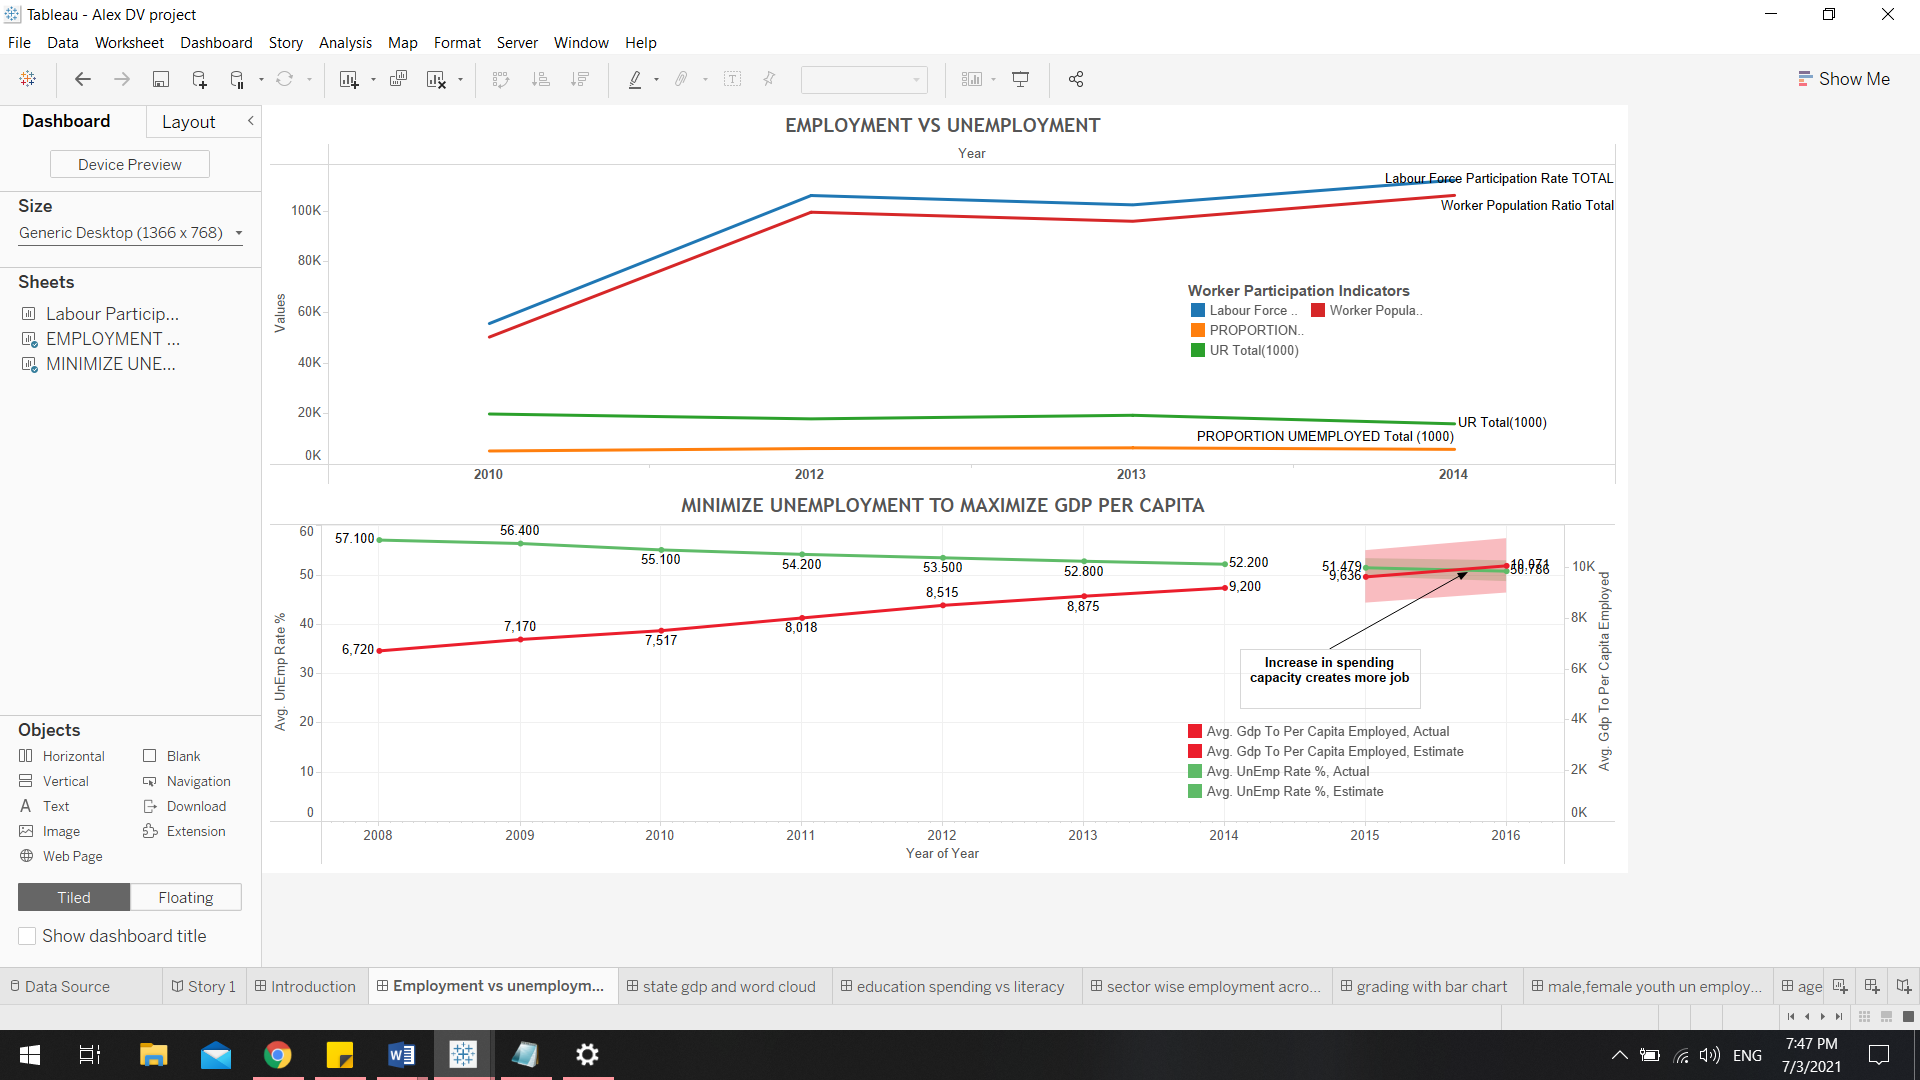 Tableau - Alex DV project
File Data Worksheet Dashboard Story Analysis Map Format Server Window Help
Show Me
Dashboard Layout
Device Preview
Size
Generic Desktop (1366 x 768)
Sheets
Labour Particip...
EMPLOYMENT ...
MINIMIZE UNE...
Objects
Horizontal Blank
Vertical Navigation
Text Download
Image Extension
Web Page
Tiled Floating
Show dashboard title
EMPLOYMENT VS UNEMPLOYMENT
Year
Labour Force Participation Rate TOTAL
Worker Population Ratio Total
100K
80K
60K
40K
20K
0K
Values
Worker Participation Indicators
Labour Force .. Worker Popula..
PROPORTION..
UR Total(1000)
UR Total(1000)
PROPORTION UMEMPLOYED Total (1000)
2010 2012 2013 2014
MINIMIZE UNEMPLOYMENT TO MAXIMIZE GDP PER CAPITA
60
50
40
30
20
10
0
Avg. UnEmp Rate %
57.100 56.400 55.100 54.200 53.500 52.800 52.200 51.479 50.786
6,720 7,170 7,517 8,018 8,515 8,875 9,200 9,636 10,071
10K
8K
6K
4K
2K
0K
Avg. Gdp To Per Capita Employed
Increase in spending
capacity creates more job
Avg. Gdp To Per Capita Employed, Actual
Avg. Gdp To Per Capita Employed, Estimate
Avg. UnEmp Rate %, Actual
Avg. UnEmp Rate %, Estimate
2008 2009 2010 2011 2012 2013 2014 2015 2016
Year of Year
Data Source Story 1 Introduction Employment vs unemploym... state gdp and word cloud education spending vs literacy sector wise employment acro... grading with bar chart male,female youth un employ... age
ENG
7:47 PM
7/3/2021